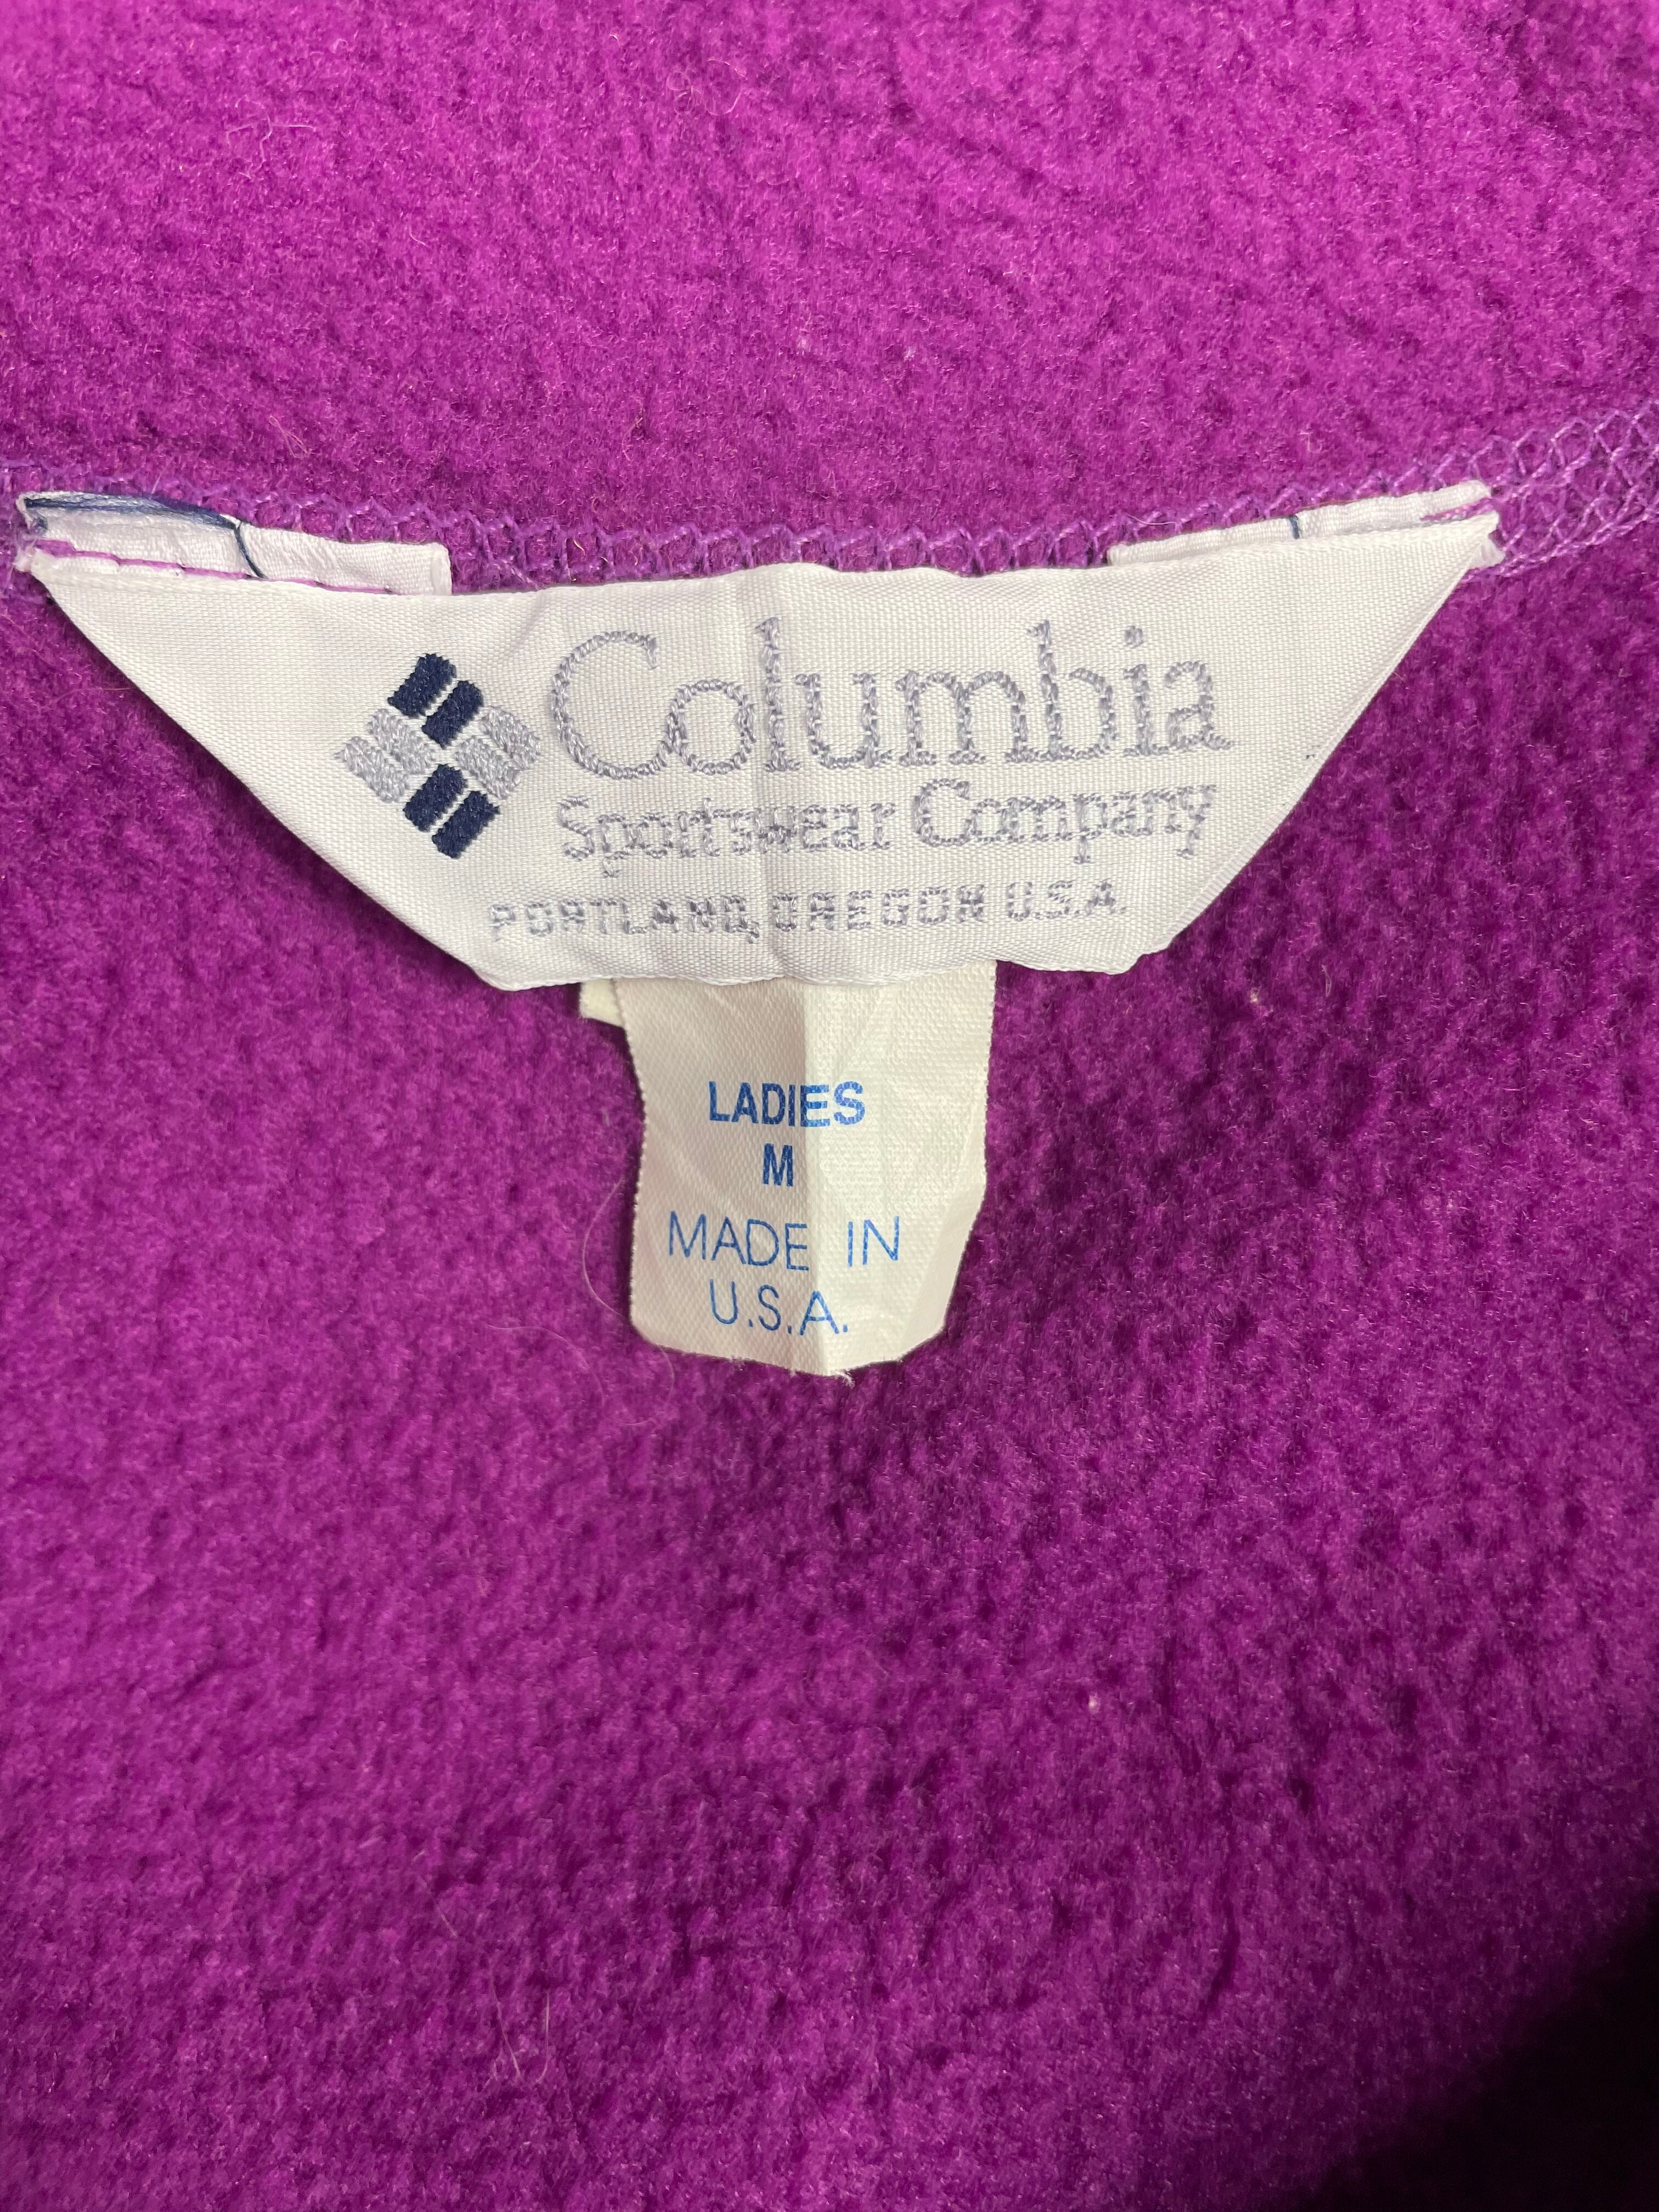 Columbia
Sportswear Company
PORTLAND, OREGON U.S.A.
LADIES
M
MADE IN
U.S.A.